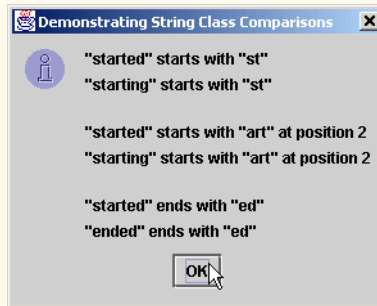 Demonstrating String Class Comparisons
"started" starts with "st"
"starting" starts with "st"
"started" starts with "art" at position 2
"starting" starts with "art" at position 2
"started" ends with "ed"
"ended" ends with "ed"
OK